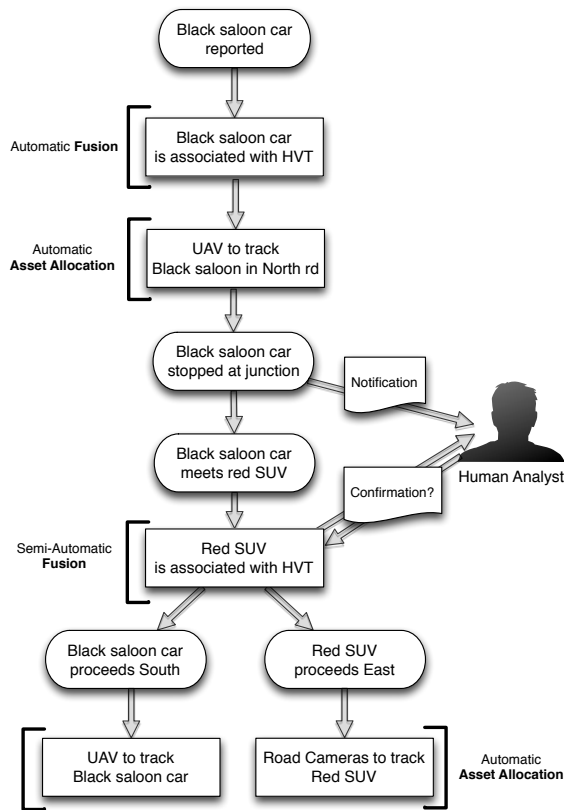 Black saloon car
reported
Automatic Fusion
Black saloon car
is associated with HVT
Automatic
Asset Allocation
UAV to track
Black saloon in North rd
Black saloon car
stopped at junction
Notification
Human Analyst
Black saloon car
meets red SUV
Confirmation?
Semi-Automatic
Fusion
Red SUV
is associated with HVT
Black saloon car
proceeds South
Red SUV
proceeds East
UAV to track
Black saloon car
Road Cameras to track
Red SUV
Automatic
Asset Allocation